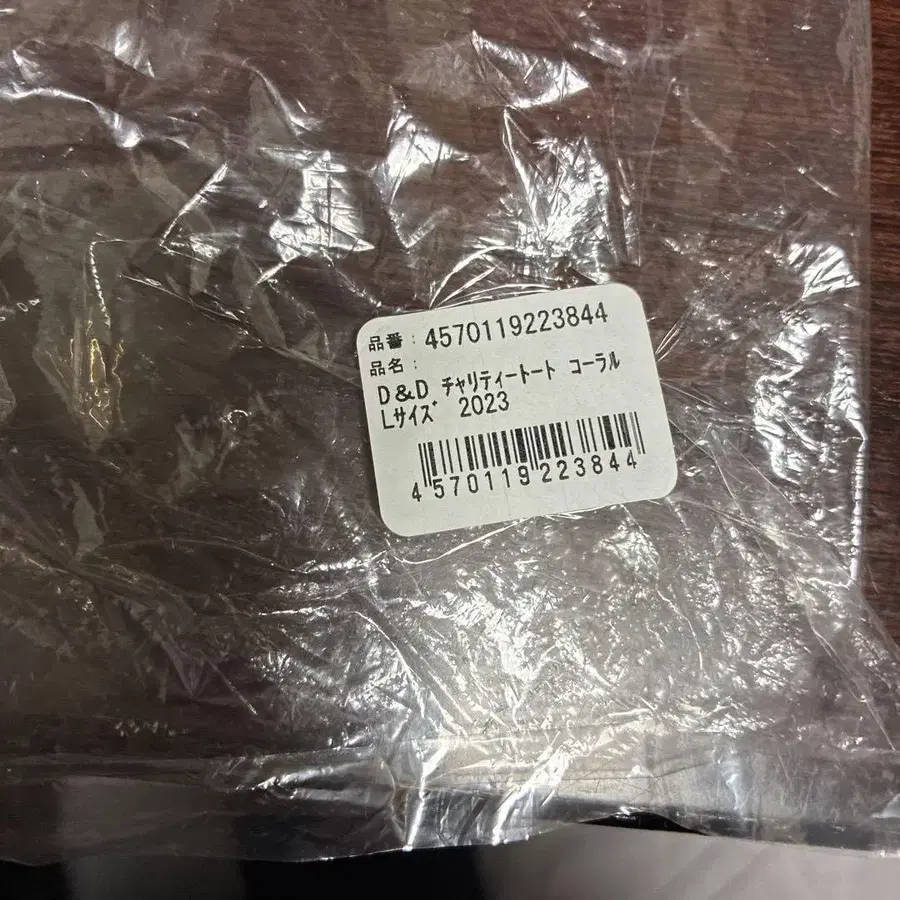 品番：4570119223844
品名：
D&D チャリティートート コーラル
Lサイズ 2023
4570119223844